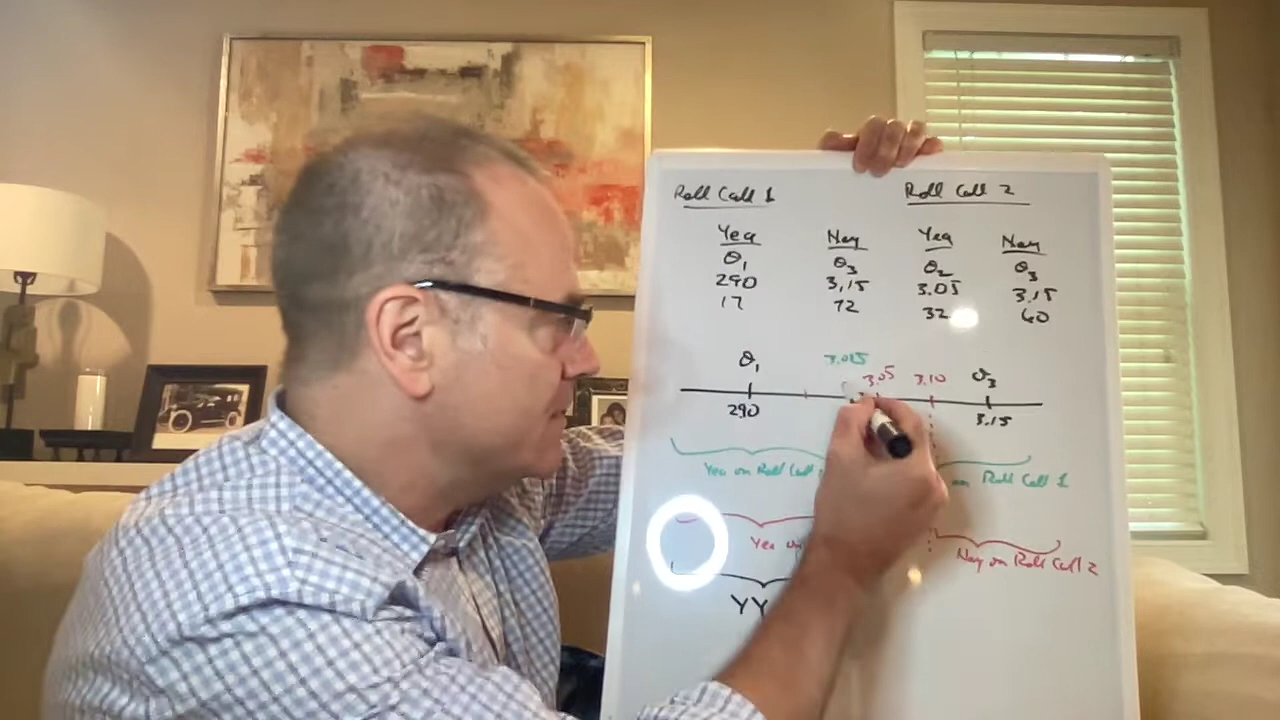 Roll Call 1 Roll Call 2
Yea Nay Yea Nay
θ₁ θ₃ θ₂ θ₃
290 3.15 3.05 3.15
17 72 32 60
θ₁ 3.025 3.05 3.10 θ₃
290 3.15
Yea on Roll Call on Roll Call 1
Yea on Nay on Roll Call 2
YY